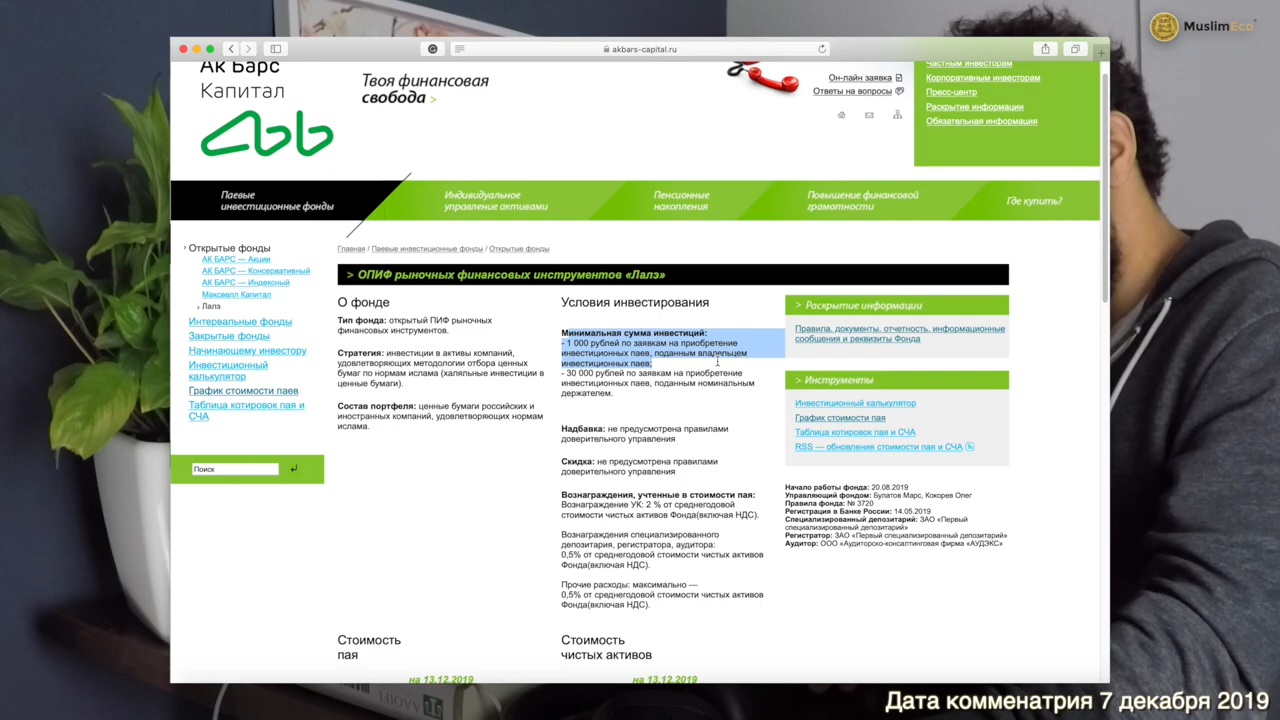 MuslimEco
akbars-capital.ru
Ак Барс
Капитал
Твоя финансовая
свобода >
Он-лайн заявка
Ответы на вопросы
Частным инвесторам
Корпоративным инвесторам
Пресс-центр
Раскрытие информации
Обязательная информация
Паевые
инвестиционные фонды
Индивидуальное
управление активами
Пенсионные
накопления
Повышение финансовой
грамотности
Где купить?
Открытые фонды
АК БАРС — Акции
АК БАРС — Консервативный
АК БАРС — Индексный
Максвелл Капитал
Лалэ
Интервальные фонды
Закрытые фонды
Начинающему инвестору
Инвестиционный
калькулятор
График стоимости паев
Таблица котировок пая и
СЧА
Поиск
Главная / Паевые инвестиционные фонды / Открытые фонды
> ОПИФ рыночных финансовых инструментов «Лалэ»
О фонде
Тип фонда: открытый ПИФ рыночных
финансовых инструментов.
Стратегия: инвестиции в активы компаний,
удовлетворяющих методологии отбора ценных
бумаг по нормам ислама (халяльные инвестиции в
ценные бумаги).
Состав портфеля: ценные бумаги российских и
иностранных компаний, удовлетворяющих нормам
ислама.
Условия инвестирования
Минимальная сумма инвестиций:
- 1 000 рублей по заявкам на приобретение
инвестиционных паев, поданным владельцем
инвестиционных паев;
- 30 000 рублей по заявкам на приобретение
инвестиционных паев, поданным номинальным
держателем.
Надбавка: не предусмотрена правилами
доверительного управления
Скидка: не предусмотрена правилами
доверительного управления
Вознаграждения, учтенные в стоимости пая:
Вознаграждение УК: 2 % от среднегодовой
стоимости чистых активов Фонда(включая НДС).
Вознаграждения специализированного
депозитария, регистратора, аудитора:
0,5% от среднегодовой стоимости чистых активов
Фонда(включая НДС).
Прочие расходы: максимально —
0,5% от среднегодовой стоимости чистых активов
Фонда(включая НДС).
> Раскрытие информации
Правила, документы, отчетность, информационные
сообщения и реквизиты Фонда
> Инструменты
Инвестиционный калькулятор
График стоимости пая
Таблица котировок пая и СЧА
RSS — обновления стоимости пая и СЧА
Начало работы фонда: 20.08.2019
Управляющий фондом: Булатов Марс, Кокорев Олег
Правила фонда: № 3720
Регистрация в Банке России: 14.05.2019
Специализированный депозитарий: ЗАО «Первый
специализированный депозитарий»
Регистратор: ЗАО «Первый специализированный депозитарий»
Аудитор: ООО «Аудиторско-консалтинговая фирма «АУДЭКС»
Стоимость
пая
Стоимость
чистых активов
на 13.12.2019
на 13.12.2019
Дата комменатрия 7 декабря 2019